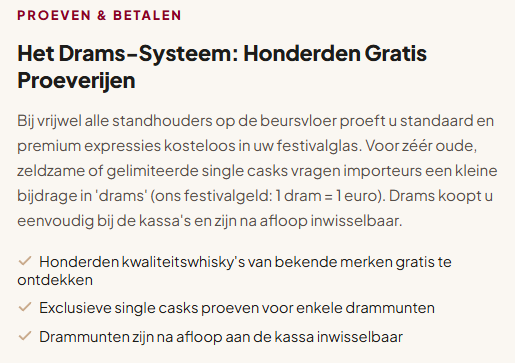 PROEVEN & BETALEN
Het Drams-Systeem: Honderden Gratis
Proeverijen
Bij vrijwel alle standhouders op de beursvloer proeft u standaard en
premium expressies kosteloos in uw festivalglas. Voor zéér oude,
zeldzame of gelimiteerde single casks vragen importeurs een kleine
bijdrage in 'drams' (ons festivalgeld: 1 dram = 1 euro). Drams koopt u
eenvoudig bij de kassa's en zijn na afloop inwisselbaar.
✓ Honderden kwaliteitswhisky's van bekende merken gratis te
ontdekken
✓ Exclusieve single casks proeven voor enkele drammunten
✓ Drammunten zijn na afloop aan de kassa inwisselbaar